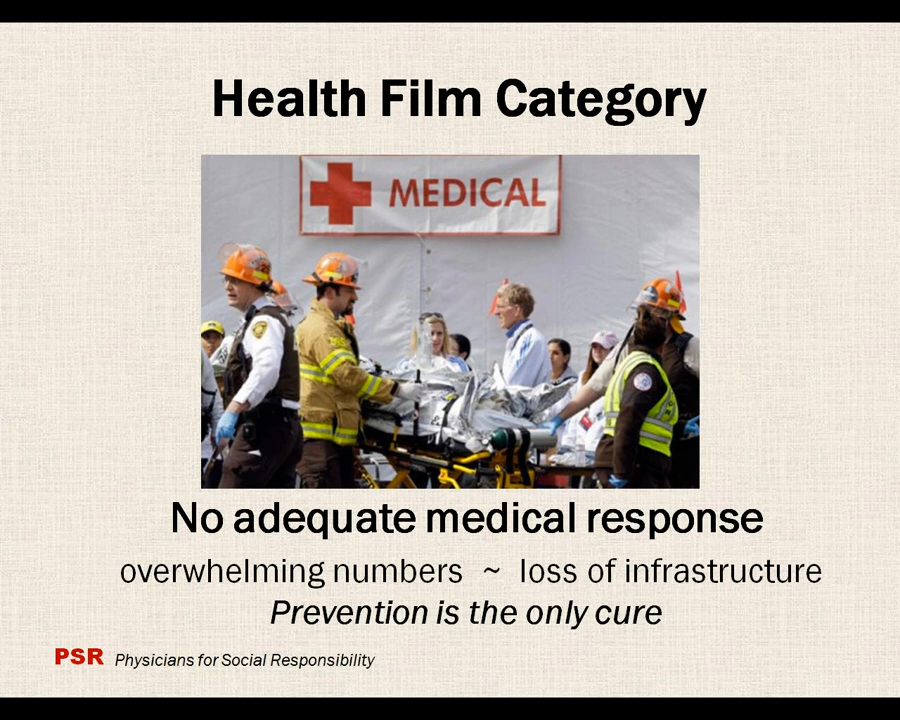 Health Film Category
MEDICAL
No adequate medical response
overwhelming numbers ~ loss of infrastructure
Prevention is the only cure
PSR Physicians for Social Responsibility